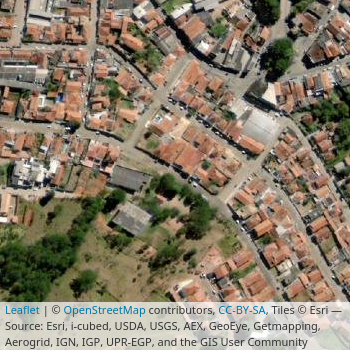 Leaflet | © OpenStreetMap contributors, CC-BY-SA, Tiles © Esri —
Source: Esri, i-cubed, USDA, USGS, AEX, GeoEye, Getmapping,
Aerogrid, IGN, IGP, UPR-EGP, and the GIS User Community